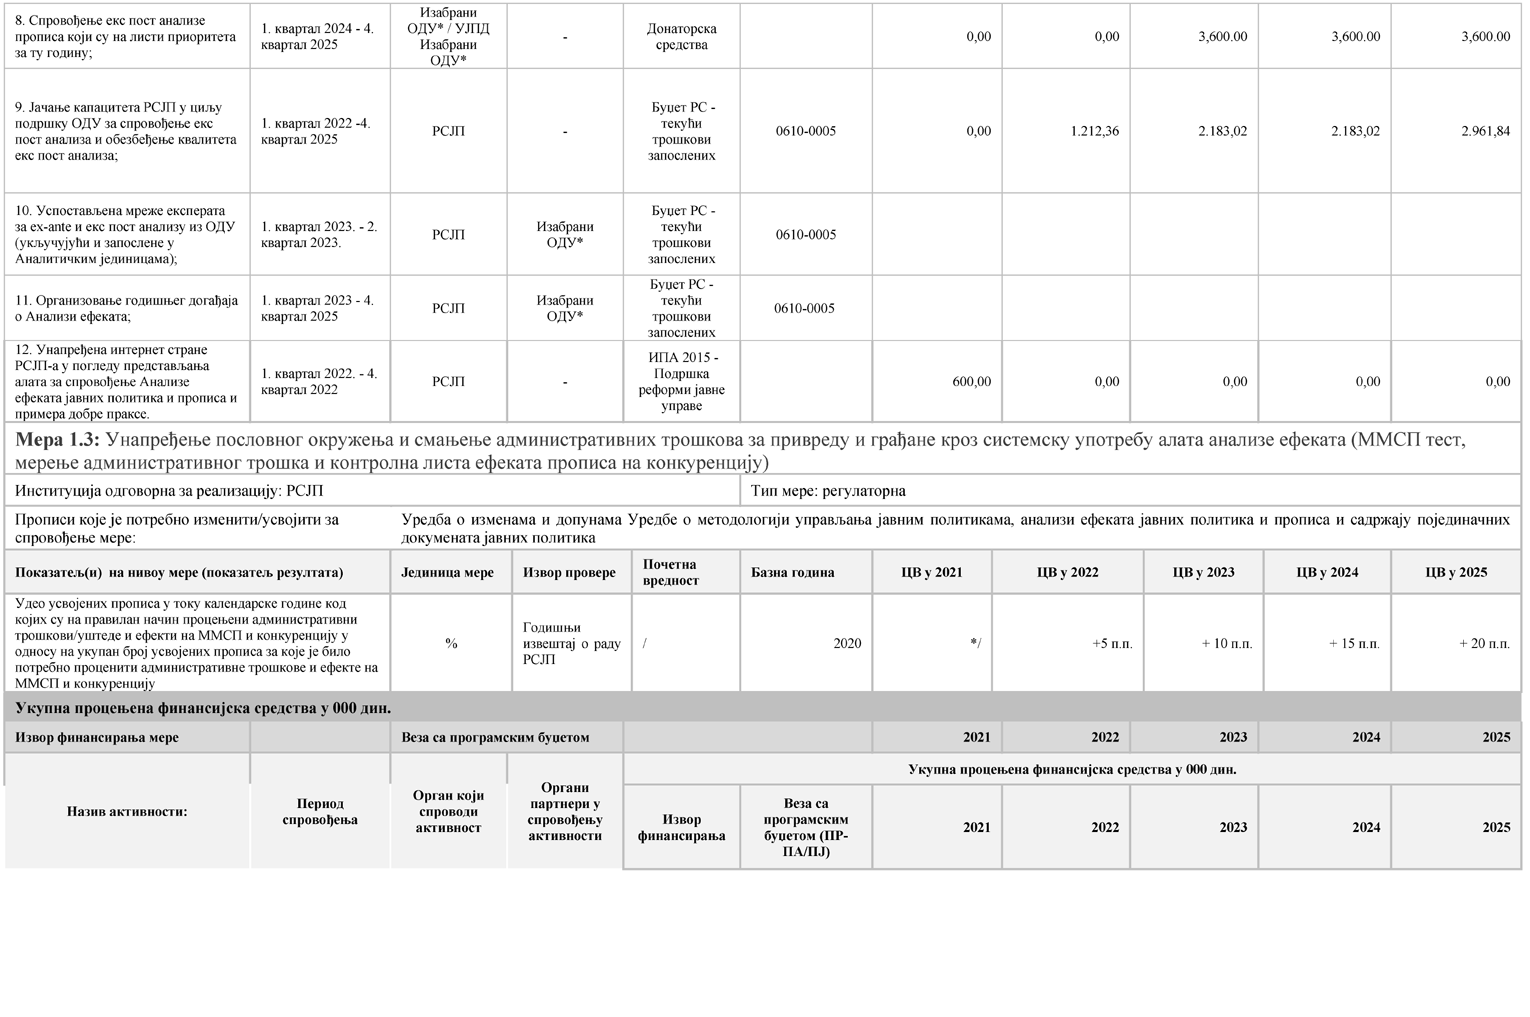 8. Спровођење екс пост анализе
прописа који су на листи приоритета
за ту годину;
1. квартал 2024 - 4.
квартал 2025
Изабрани
ОДУ* / УЈПД
Изабрани
ОДУ*
-
Донаторска
средства
0,00
0,00
3,600.00
3,600.00
3,600.00
9. Јачање капацитета РСЈП у циљу
подршку ОДУ за спровођење екс
пост анализа и обезбеђење квалитета
екс пост анализа;
1. квартал 2022 -4.
квартал 2025
РСЈП
-
Буџет РС -
текући
трошкови
запослених
0610-0005
0,00
1.212,36
2.183,02
2.183,02
2.961,84
10. Успостављена мреже експерата
за ex-ante и екс пост анализу из ОДУ
(укључујући и запослене у
Аналитичким јединицама);
1. квартал 2023. - 2.
квартал 2023.
РСЈП
Изабрани
ОДУ*
Буџет РС -
текући
трошкови
запослених
0610-0005
11. Организовање годишњег догађаја
о Анализи ефеката;
1. квартал 2023 - 4.
квартал 2025
РСЈП
Изабрани
ОДУ*
Буџет РС -
текући
трошкови
запослених
0610-0005
12. Унапређена интернет стране
РСЈП-а у погледу представљања
алата за спровођење Анализе
ефеката јавних политика и прописа и
примера добре праксе.
1. квартал 2022. - 4.
квартал 2022
РСЈП
-
ИПА 2015 -
Подршка
реформи јавне
управе
600,00
0,00
0,00
0,00
0,00
Мера 1.3: Унапређење пословног окружења и смањење административних трошкова за привреду и грађане кроз системску употребу алата анализе ефеката (ММСП тест,
мерење административног трошка и контролна листа ефеката прописа на конкуренцију)
Институција одговорна за реализацију: РСЈП
Тип мере: регулаторна
Прописи које је потребно изменити/усвојити за
спровођење мере:
Уредба о изменама и допунама Уредбе о методологији управљања јавним политикама, анализи ефеката јавних политика и прописа и садржају појединачних
докумената јавних политика
Показатељ(и) на нивоу мере (показатељ резултата)
Јединица мере
Извор провере
Почетна
вредност
Базна година
ЦВ у 2021
ЦВ у 2022
ЦВ у 2023
ЦВ у 2024
ЦВ у 2025
Удео усвојених прописа у току календарске године код
којих су на правилан начин процењени административни
трошкови/уштеде и ефекти на ММСП и конкуренцију у
односу на укупан број усвојених прописа за које је било
потребно проценити административне трошкове и ефекте на
ММСП и конкуренцију
%
Годишњи
извештај о раду
РСЈП
/
2020
*/
+5 п.п.
+ 10 п.п.
+ 15 п.п.
+ 20 п.п.
Укупна процењена финансијска средства у 000 дин.
Извор финансирања мере
Веза са програмским буџетом
2021
2022
2023
2024
2025
Назив активности:
Период
спровођења
Орган који
спроводи
активност
Органи
партнери у
спровођењу
активности
Укупна процењена финансијска средства у 000 дин.
Извор
финансирања
Веза са
програмским
буџетом (ПР-
ПА/ПЈ)
2021
2022
2023
2024
2025